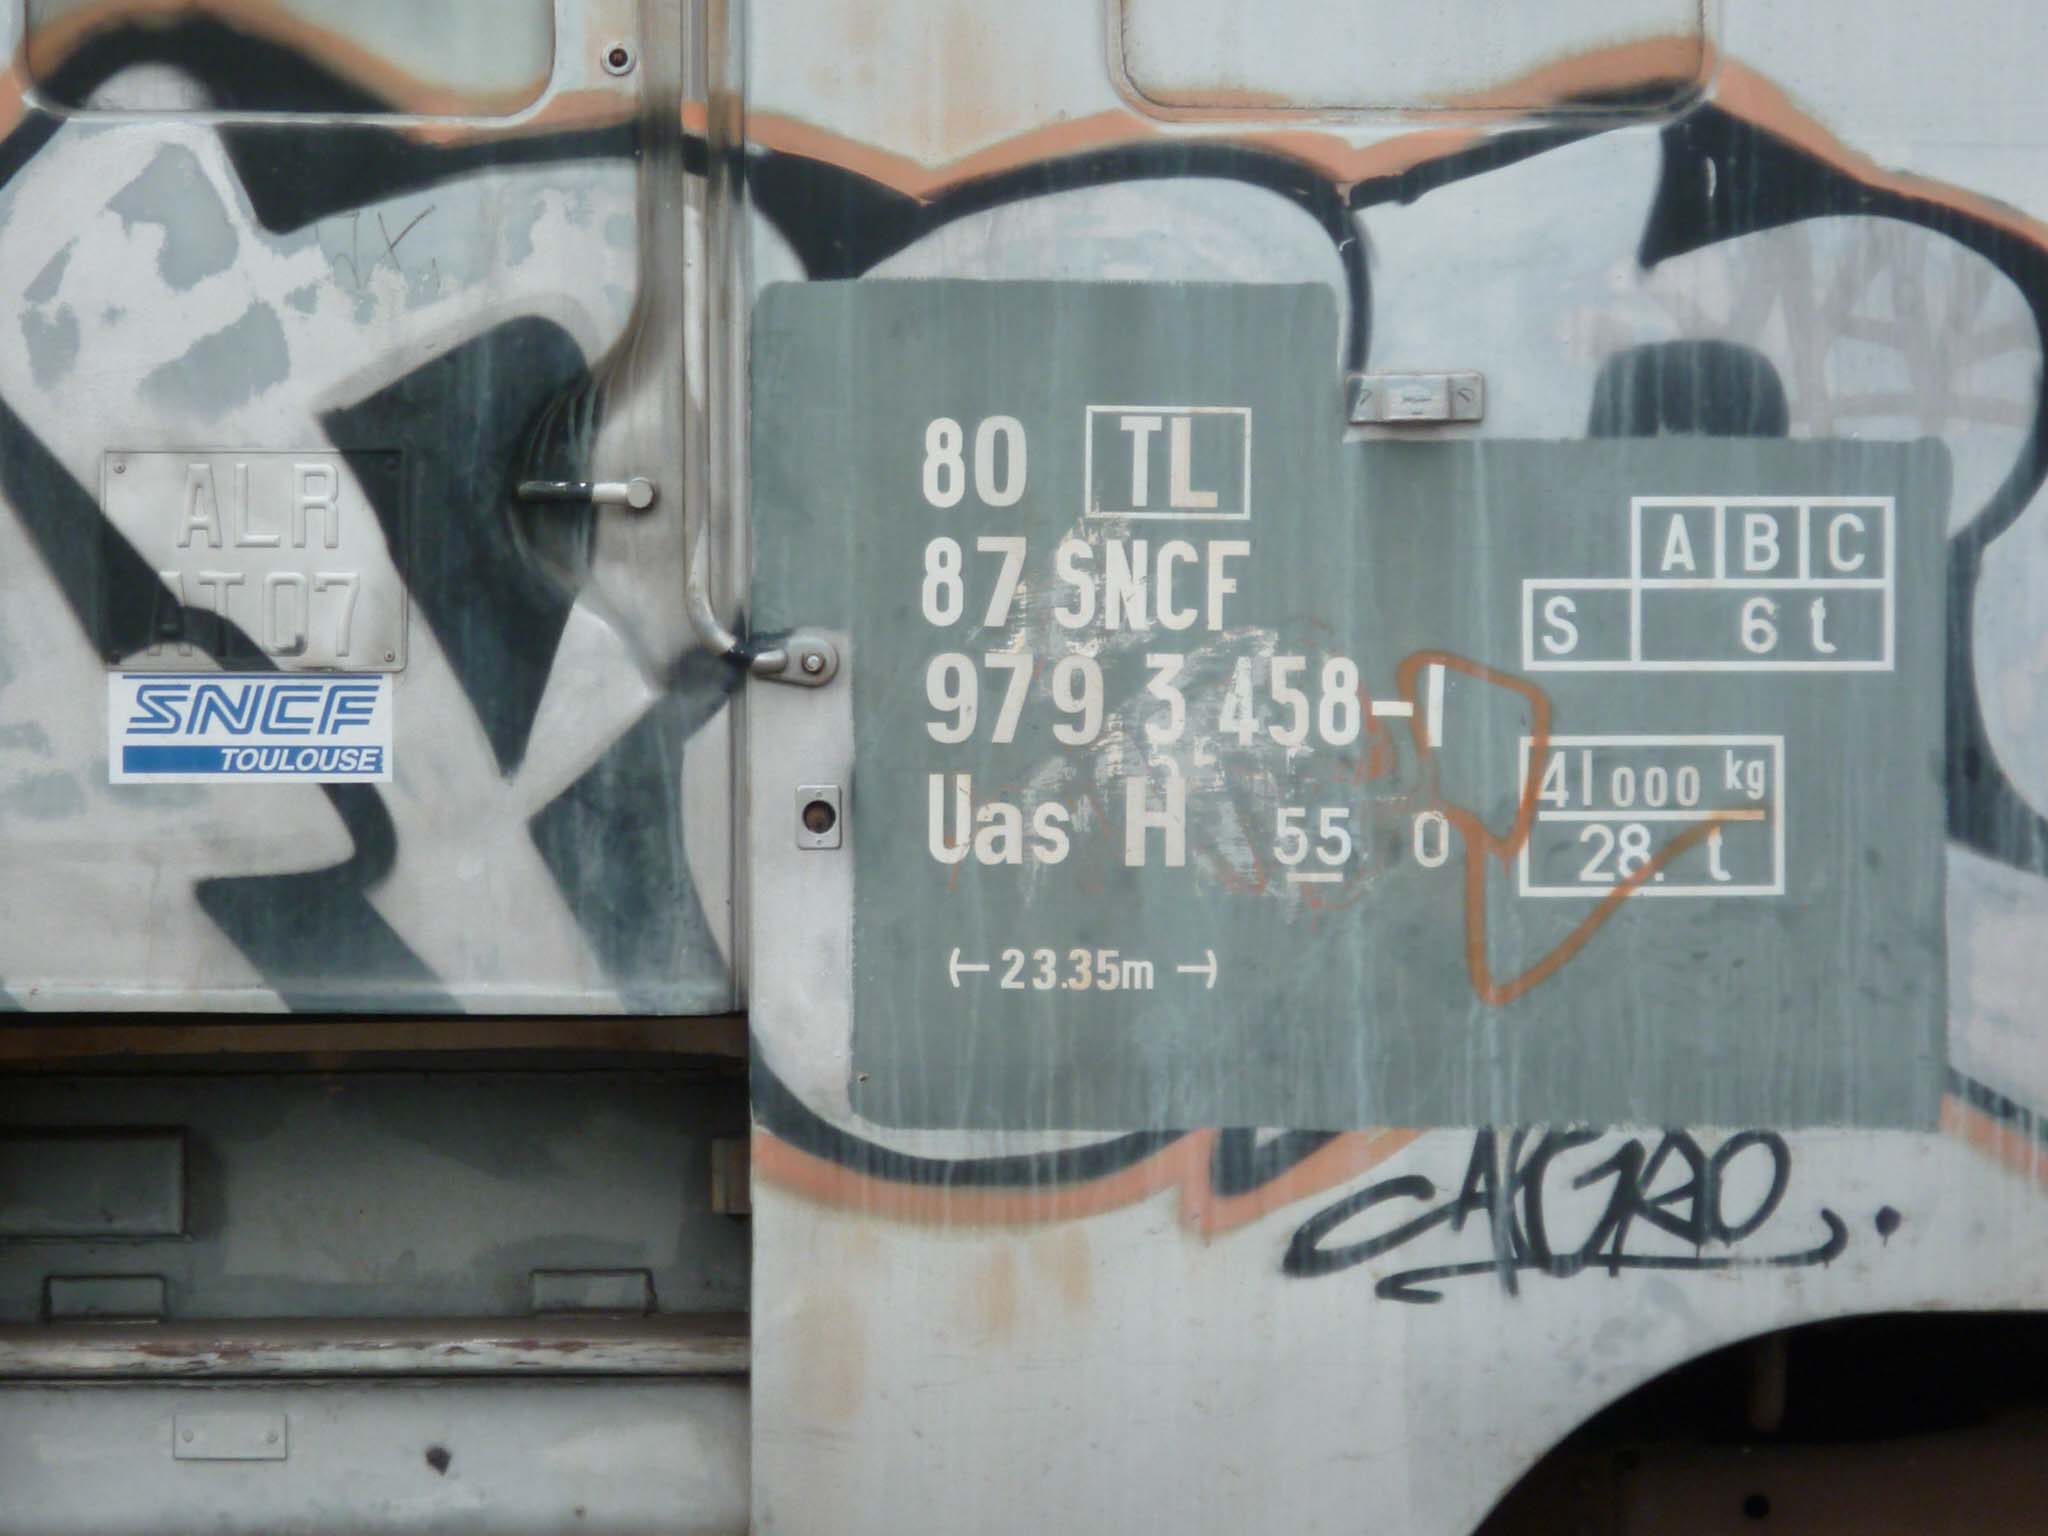 ALR
AT07
SNCF
TOULOUSE
80 TL
87 SNCF
979 3 458-1
Uas H 55 0
23.35m
A B C
S 6 t
41000 kg
28. t